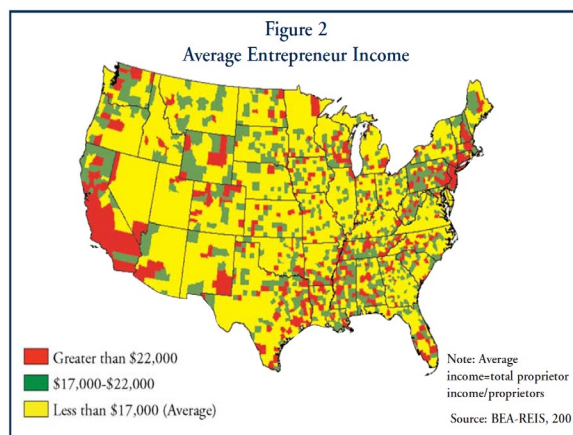 Figure 2
Average Entrepreneur Income
Greater than $22,000
$17,000-$22,000
Less than $17,000 (Average)
Note: Average
income=total proprietor
income/proprietors
Source: BEA-REIS, 200